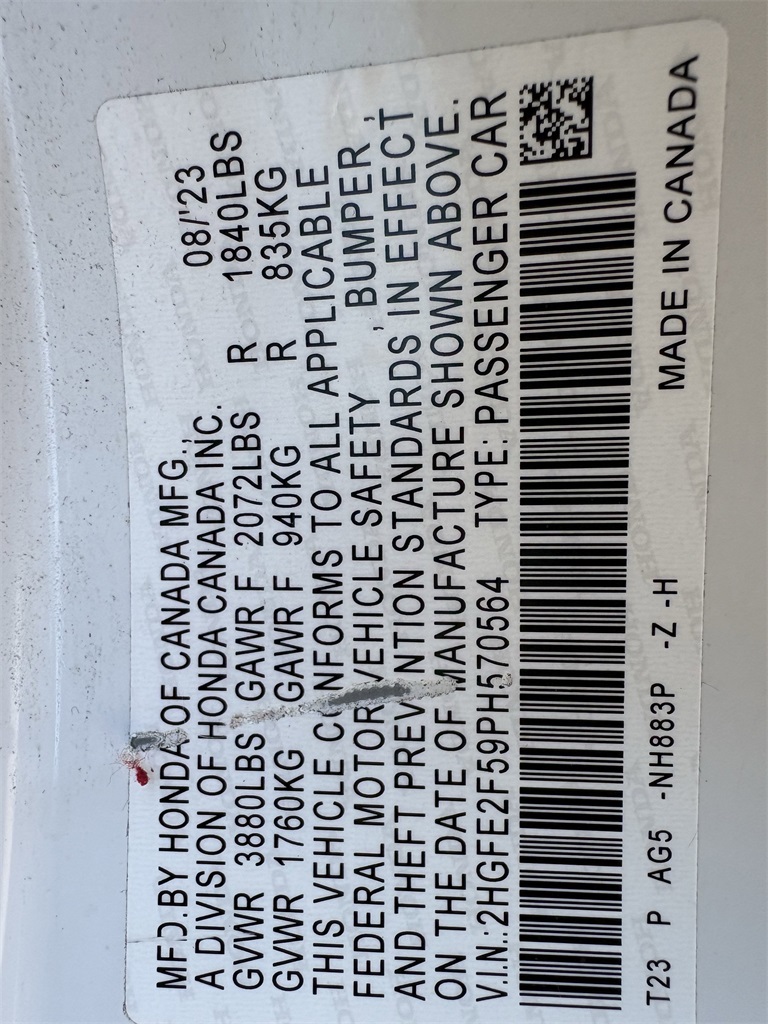 MFD.BY HONDA OF CANADA MFG., 08/'23
A DIVISION OF HONDA CANADA INC.
GVWR 3880LBS GAWR F 2072LBS R 1840LBS
GVWR 1760KG GAWR F 940KG R 835KG
THIS VEHICLE CONFORMS TO ALL APPLICABLE
FEDERAL MOTOR VEHICLE SAFETY , BUMPER ,
AND THEFT PREVENTION STANDARDS IN EFFECT
ON THE DATE OF MANUFACTURE SHOWN ABOVE.
V.I.N.:2HGFE2F59PH570564 TYPE: PASSENGER CAR
T23 P AG5 -NH883P -Z -H MADE IN CANADA